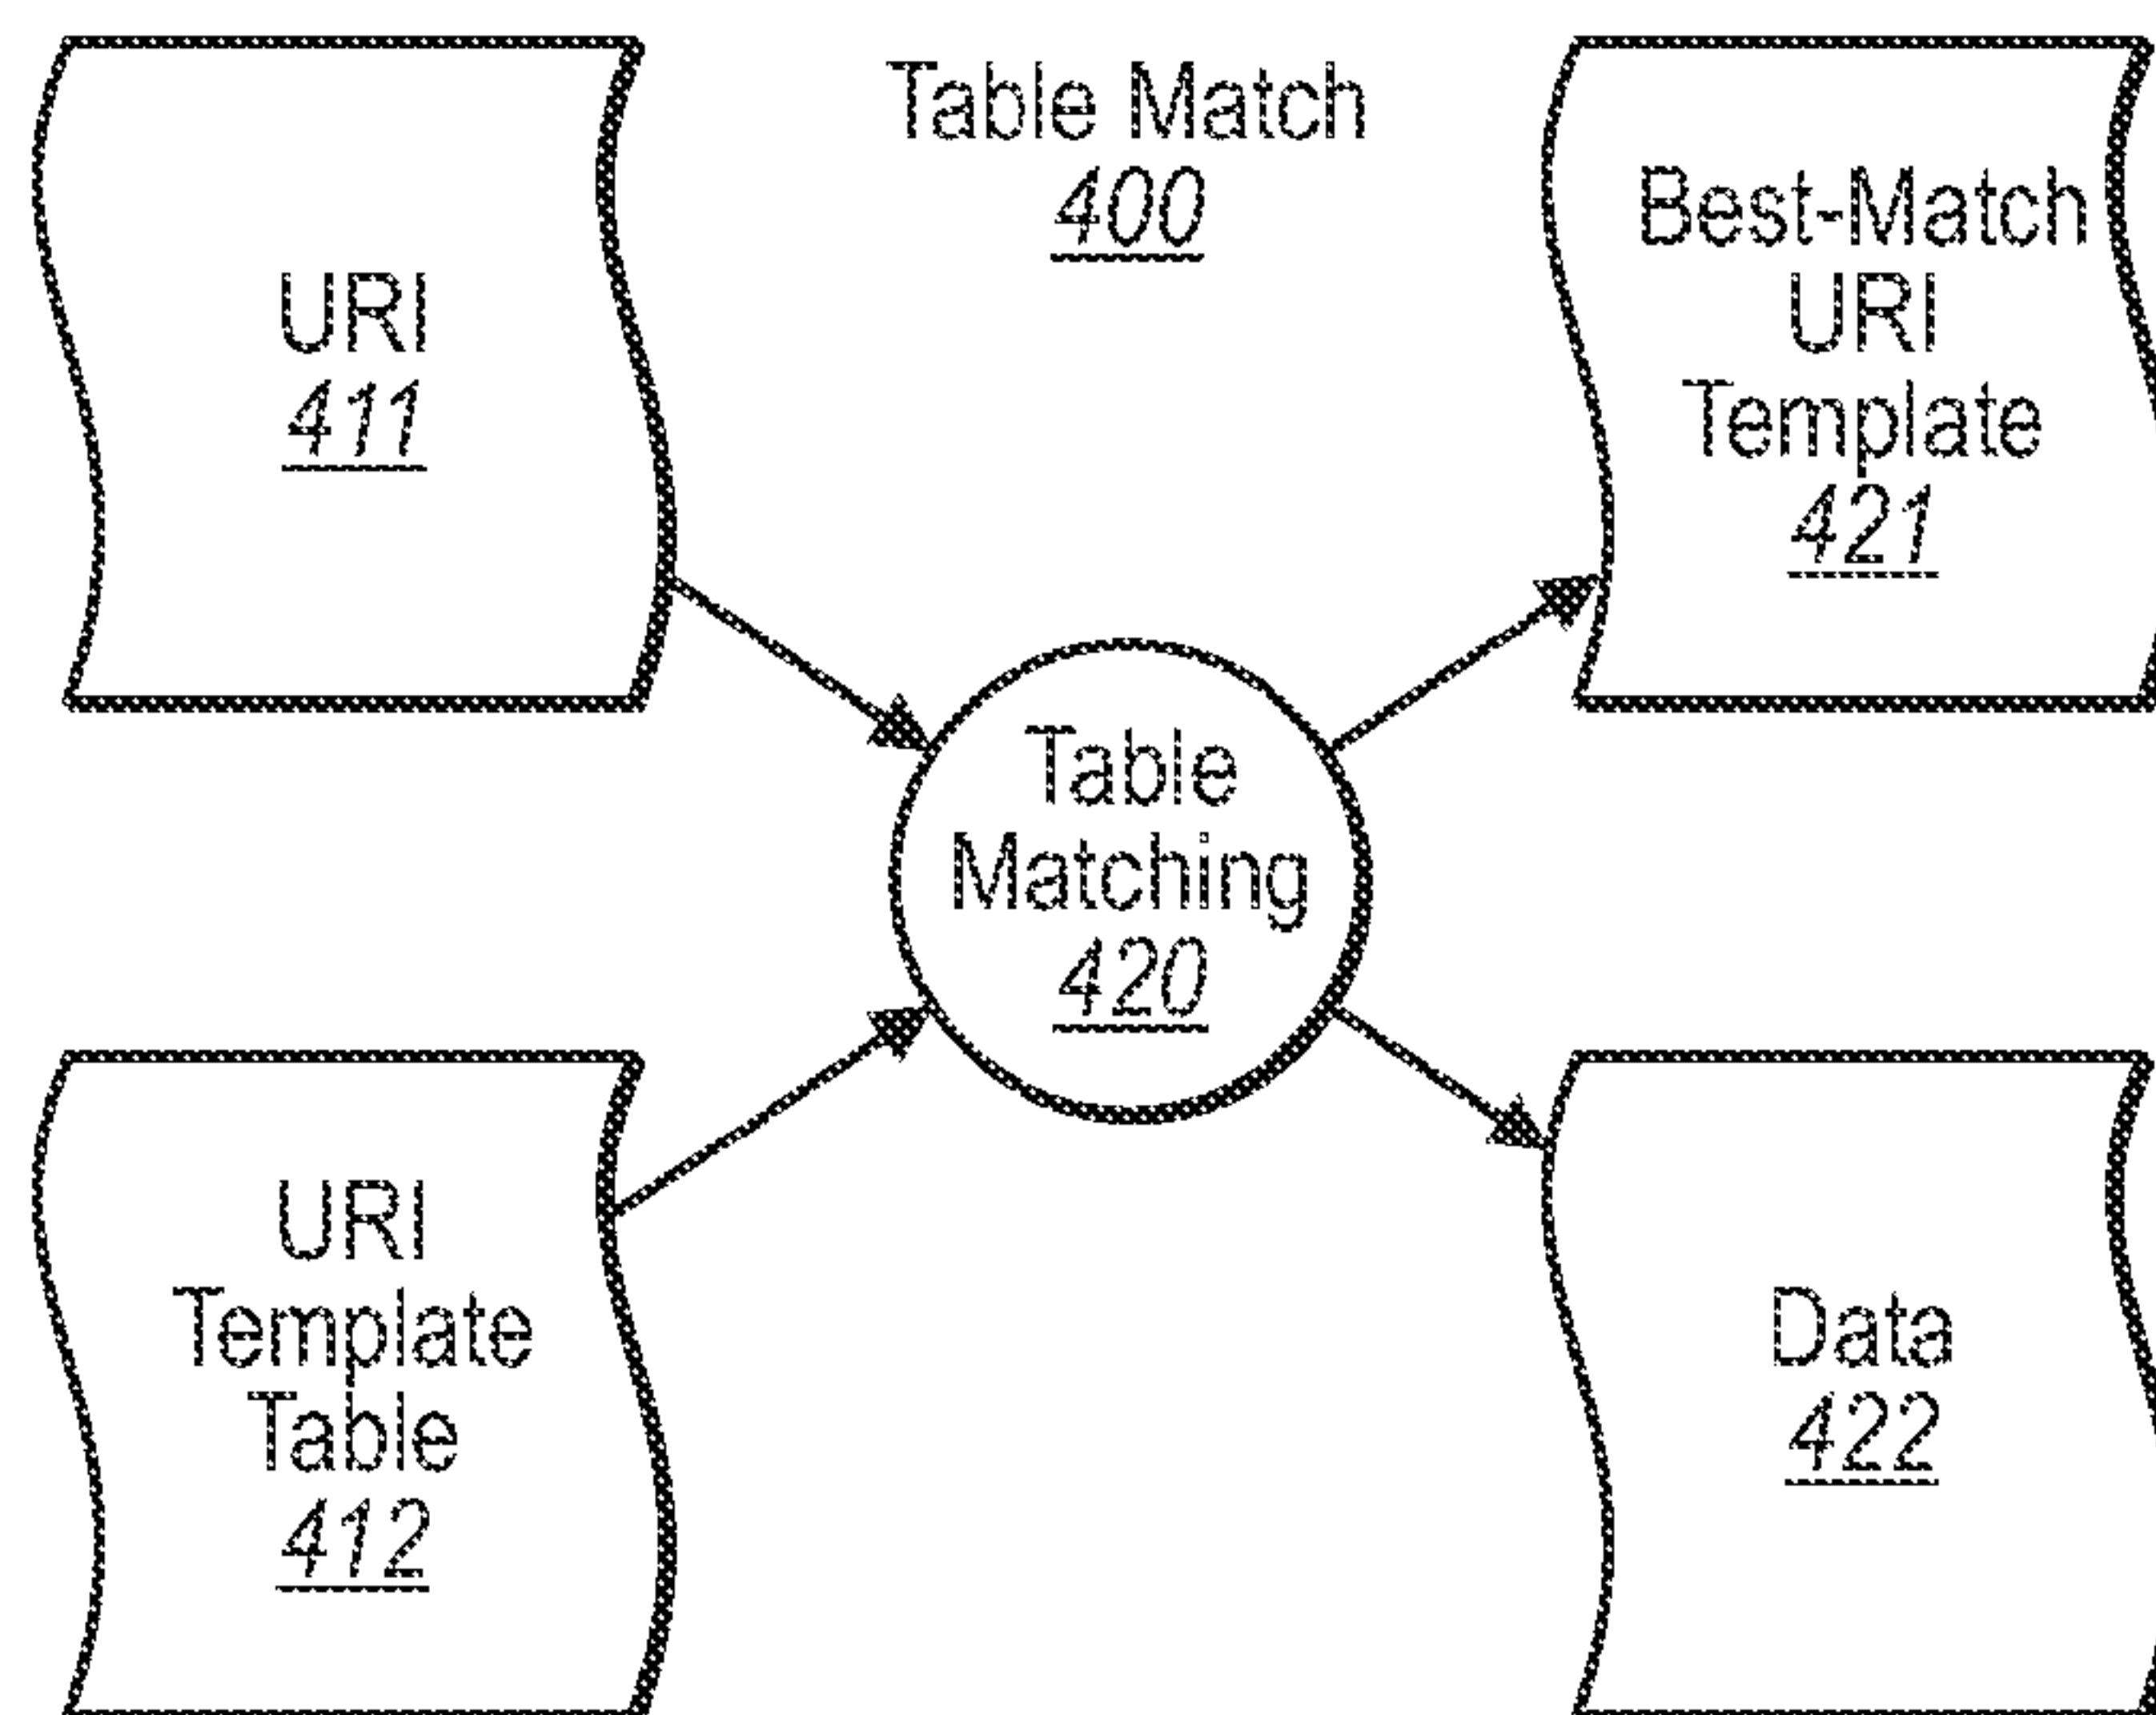 URI
411
Table Match
400
Best-Match
URI
Template
421
Table
Matching
420
URI
Template
Table
412
Data
422